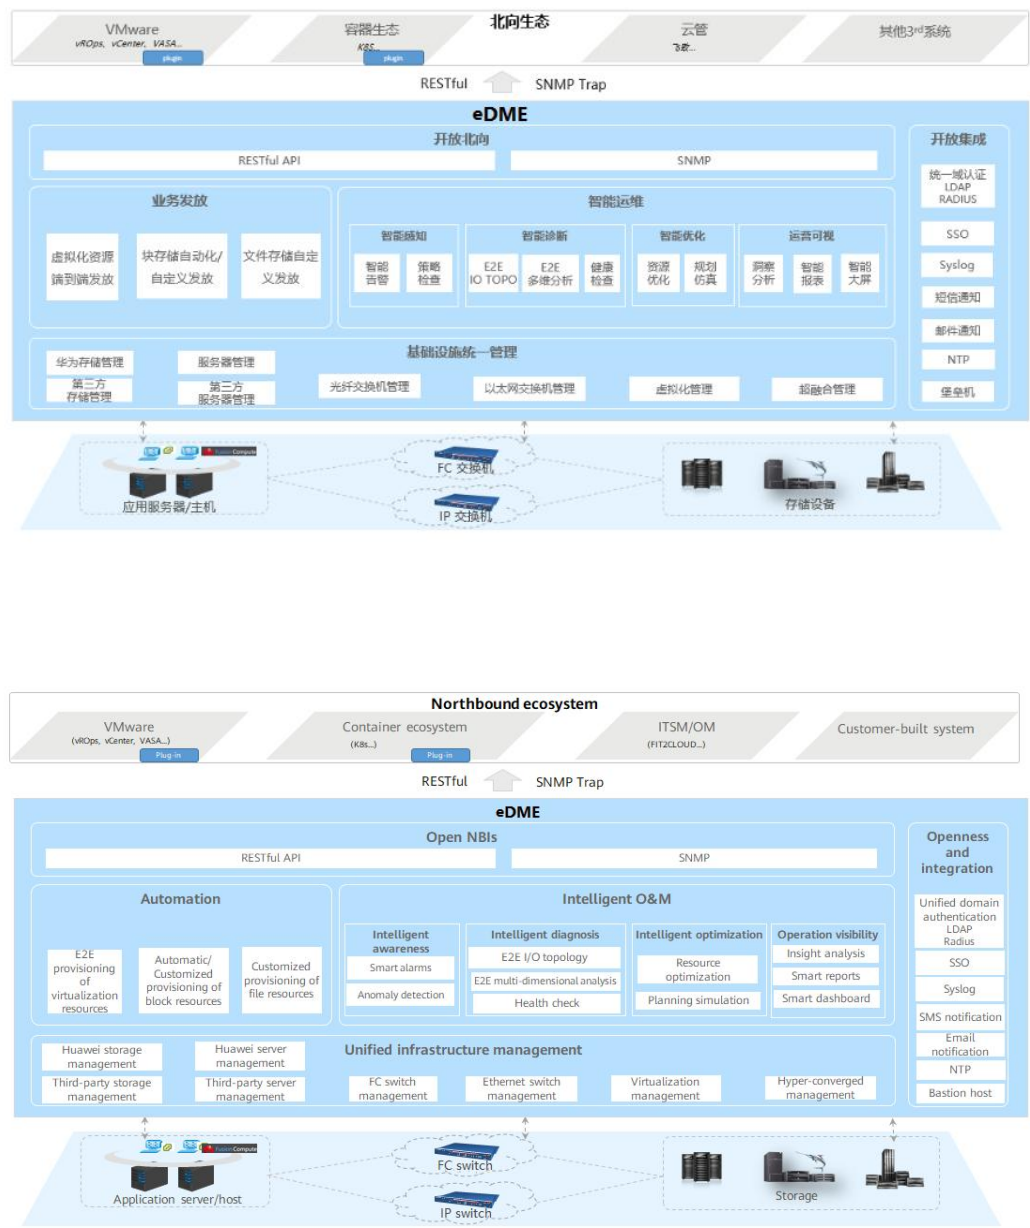 北向生态
VMware
vROps, vCenter, VASA...
plugin
容器生态
K8S...
plugin
云管
飞致...
其他3rd系统
RESTful
SNMP Trap
eDME
开放北向
RESTful API
SNMP
业务发放
虚拟化资源
端到端发放
块存储自动化/
自定义发放
文件存储自定
义发放
智能运维
智能感知
智能
告警
策略
检查
智能诊断
E2E
IO TOPO
E2E
多维分析
健康
检查
智能优化
资源
优化
规划
仿真
运营可视
洞察
分析
智能
报表
智能
大屏
基础设施统一管理
华为存储管理
第三方
存储管理
服务器管理
第三方
服务器管理
光纤交换机管理
以太网交换机管理
虚拟化管理
超融合管理
开放集成
统一域认证
LDAP
RADIUS
SSO
Syslog
短信通知
邮件通知
NTP
堡垒机
FusionCompute
应用服务器/主机
FC 交换机
IP 交换机
存储设备
Northbound ecosystem
VMware
(vROps, vCenter, VASA...)
Plug-in
Container ecosystem
(K8s...)
Plug-in
ITSM/OM
(FIT2CLOUD...)
Customer-built system
RESTful
SNMP Trap
eDME
Open NBIs
RESTful API
SNMP
Automation
E2E
provisioning
of
virtualization
resources
Automatic/
Customized
provisioning of
block resources
Customized
provisioning of
file resources
Intelligent O&M
Intelligent
awareness
Smart alarms
Anomaly detection
Intelligent diagnosis
E2E I/O topology
E2E multi-dimensional analysis
Health check
Intelligent optimization
Resource
optimization
Planning simulation
Operation visibility
Insight analysis
Smart reports
Smart dashboard
Unified infrastructure management
Huawei storage
management
Third-party storage
management
Huawei server
management
Third-party server
management
FC switch
management
Ethernet switch
management
Virtualization
management
Hyper-converged
management
Openness
and
integration
Unified domain
authentication
LDAP
Radius
SSO
Syslog
SMS notification
Email
notification
NTP
Bastion host
FusionCompute
Application server/host
FC switch
IP switch
Storage